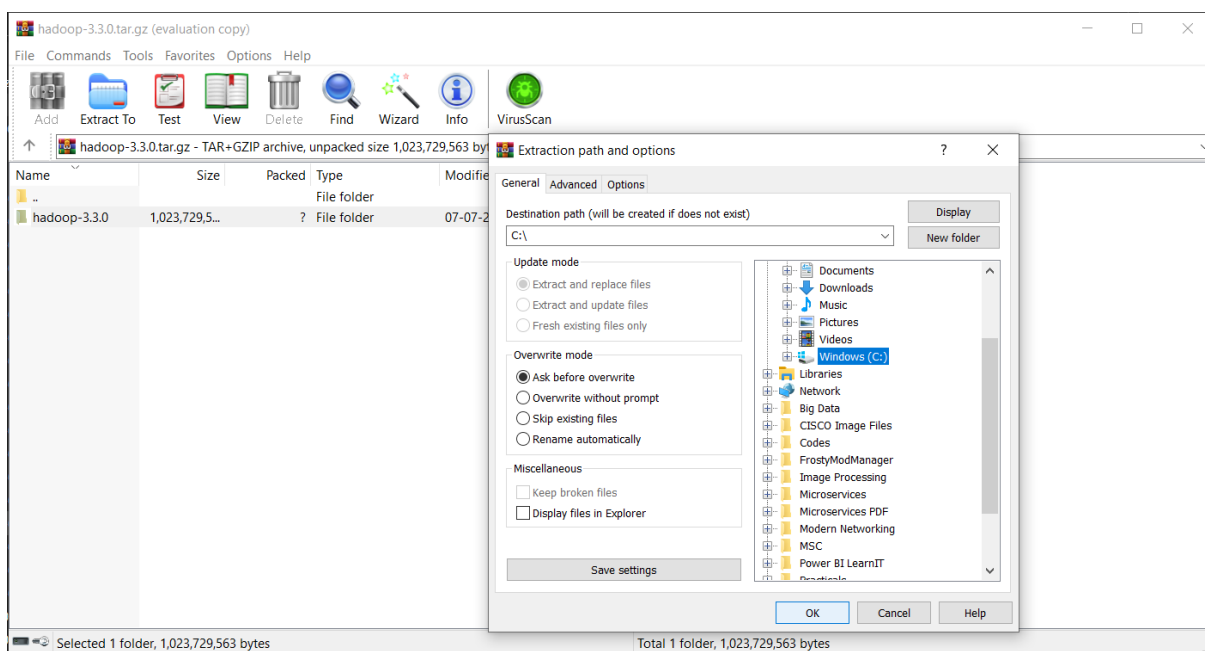 hadoop-3.3.0.tar.gz (evaluation copy)
File Commands Tools Favorites Options Help
Add Extract To Test View Delete Find Wizard Info VirusScan
hadoop-3.3.0.tar.gz - TAR+GZIP archive, unpacked size 1,023,729,563 byt
Name Size Packed Type Modifie
.. File folder
hadoop-3.3.0 1,023,729,5... ? File folder 07-07-2
Extraction path and options ?
General Advanced Options
Destination path (will be created if does not exist)
Display
C:\
New folder
Update mode
Extract and replace files
Extract and update files
Fresh existing files only
Overwrite mode
Ask before overwrite
Overwrite without prompt
Skip existing files
Rename automatically
Miscellaneous
Keep broken files
Display files in Explorer
Save settings
Documents
Downloads
Music
Pictures
Videos
Windows (C:)
Libraries
Network
Big Data
CISCO Image Files
Codes
FrostyModManager
Image Processing
Microservices
Microservices PDF
Modern Networking
MSC
Power BI LearnIT
Practicals
OK Cancel Help
Selected 1 folder, 1,023,729,563 bytes
Total 1 folder, 1,023,729,563 bytes